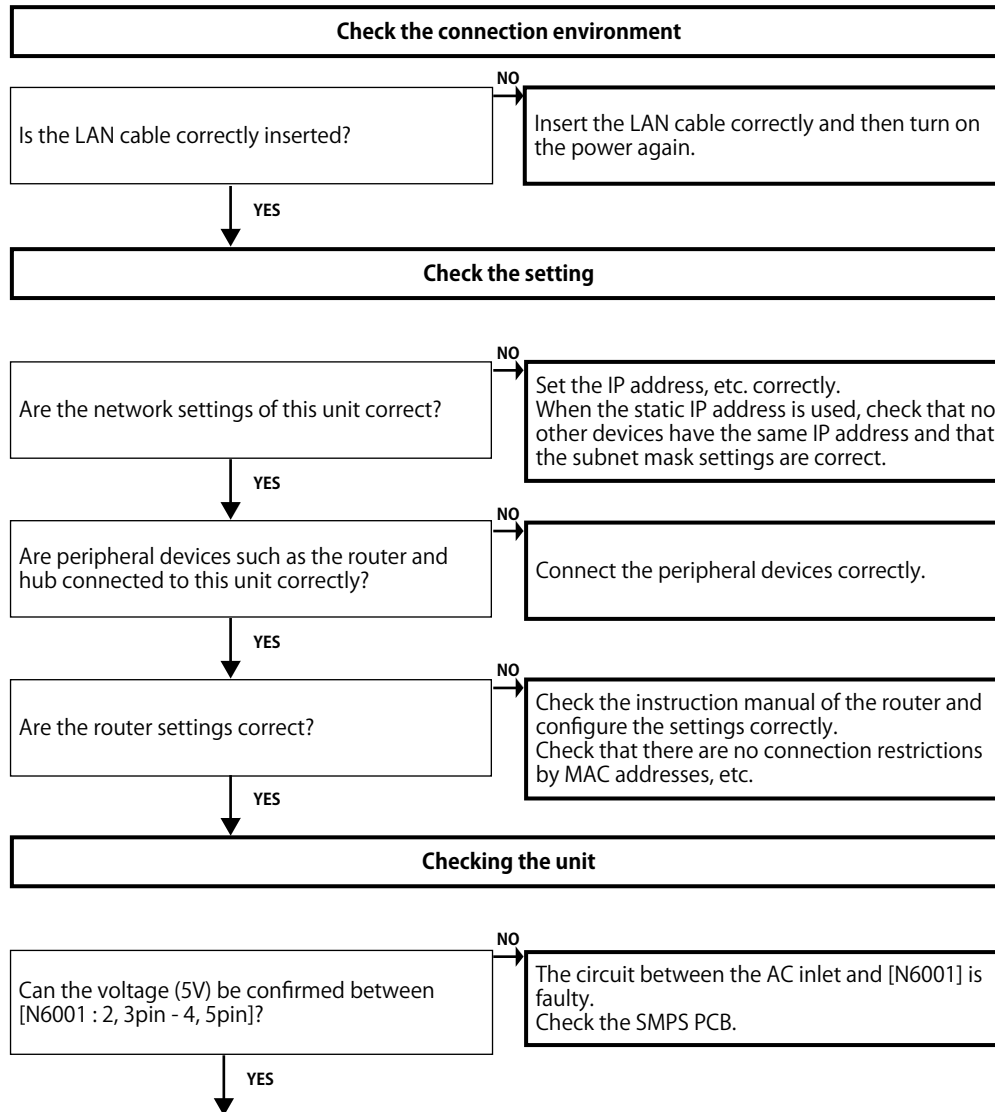 Check the connection environment
NO
Is the LAN cable correctly inserted?
Insert the LAN cable correctly and then turn on
the power again.
YES
Check the setting
NO
Are the network settings of this unit correct?
Set the IP address, etc. correctly.
When the static IP address is used, check that no
other devices have the same IP address and that
the subnet mask settings are correct.
YES
NO
Are peripheral devices such as the router and
hub connected to this unit correctly?
Connect the peripheral devices correctly.
YES
NO
Are the router settings correct?
Check the instruction manual of the router and
configure the settings correctly.
Check that there are no connection restrictions
by MAC addresses, etc.
YES
Checking the unit
NO
Can the voltage (5V) be confirmed between
[N6001 : 2, 3pin - 4, 5pin]?
The circuit between the AC inlet and [N6001] is
faulty.
Check the SMPS PCB.
YES